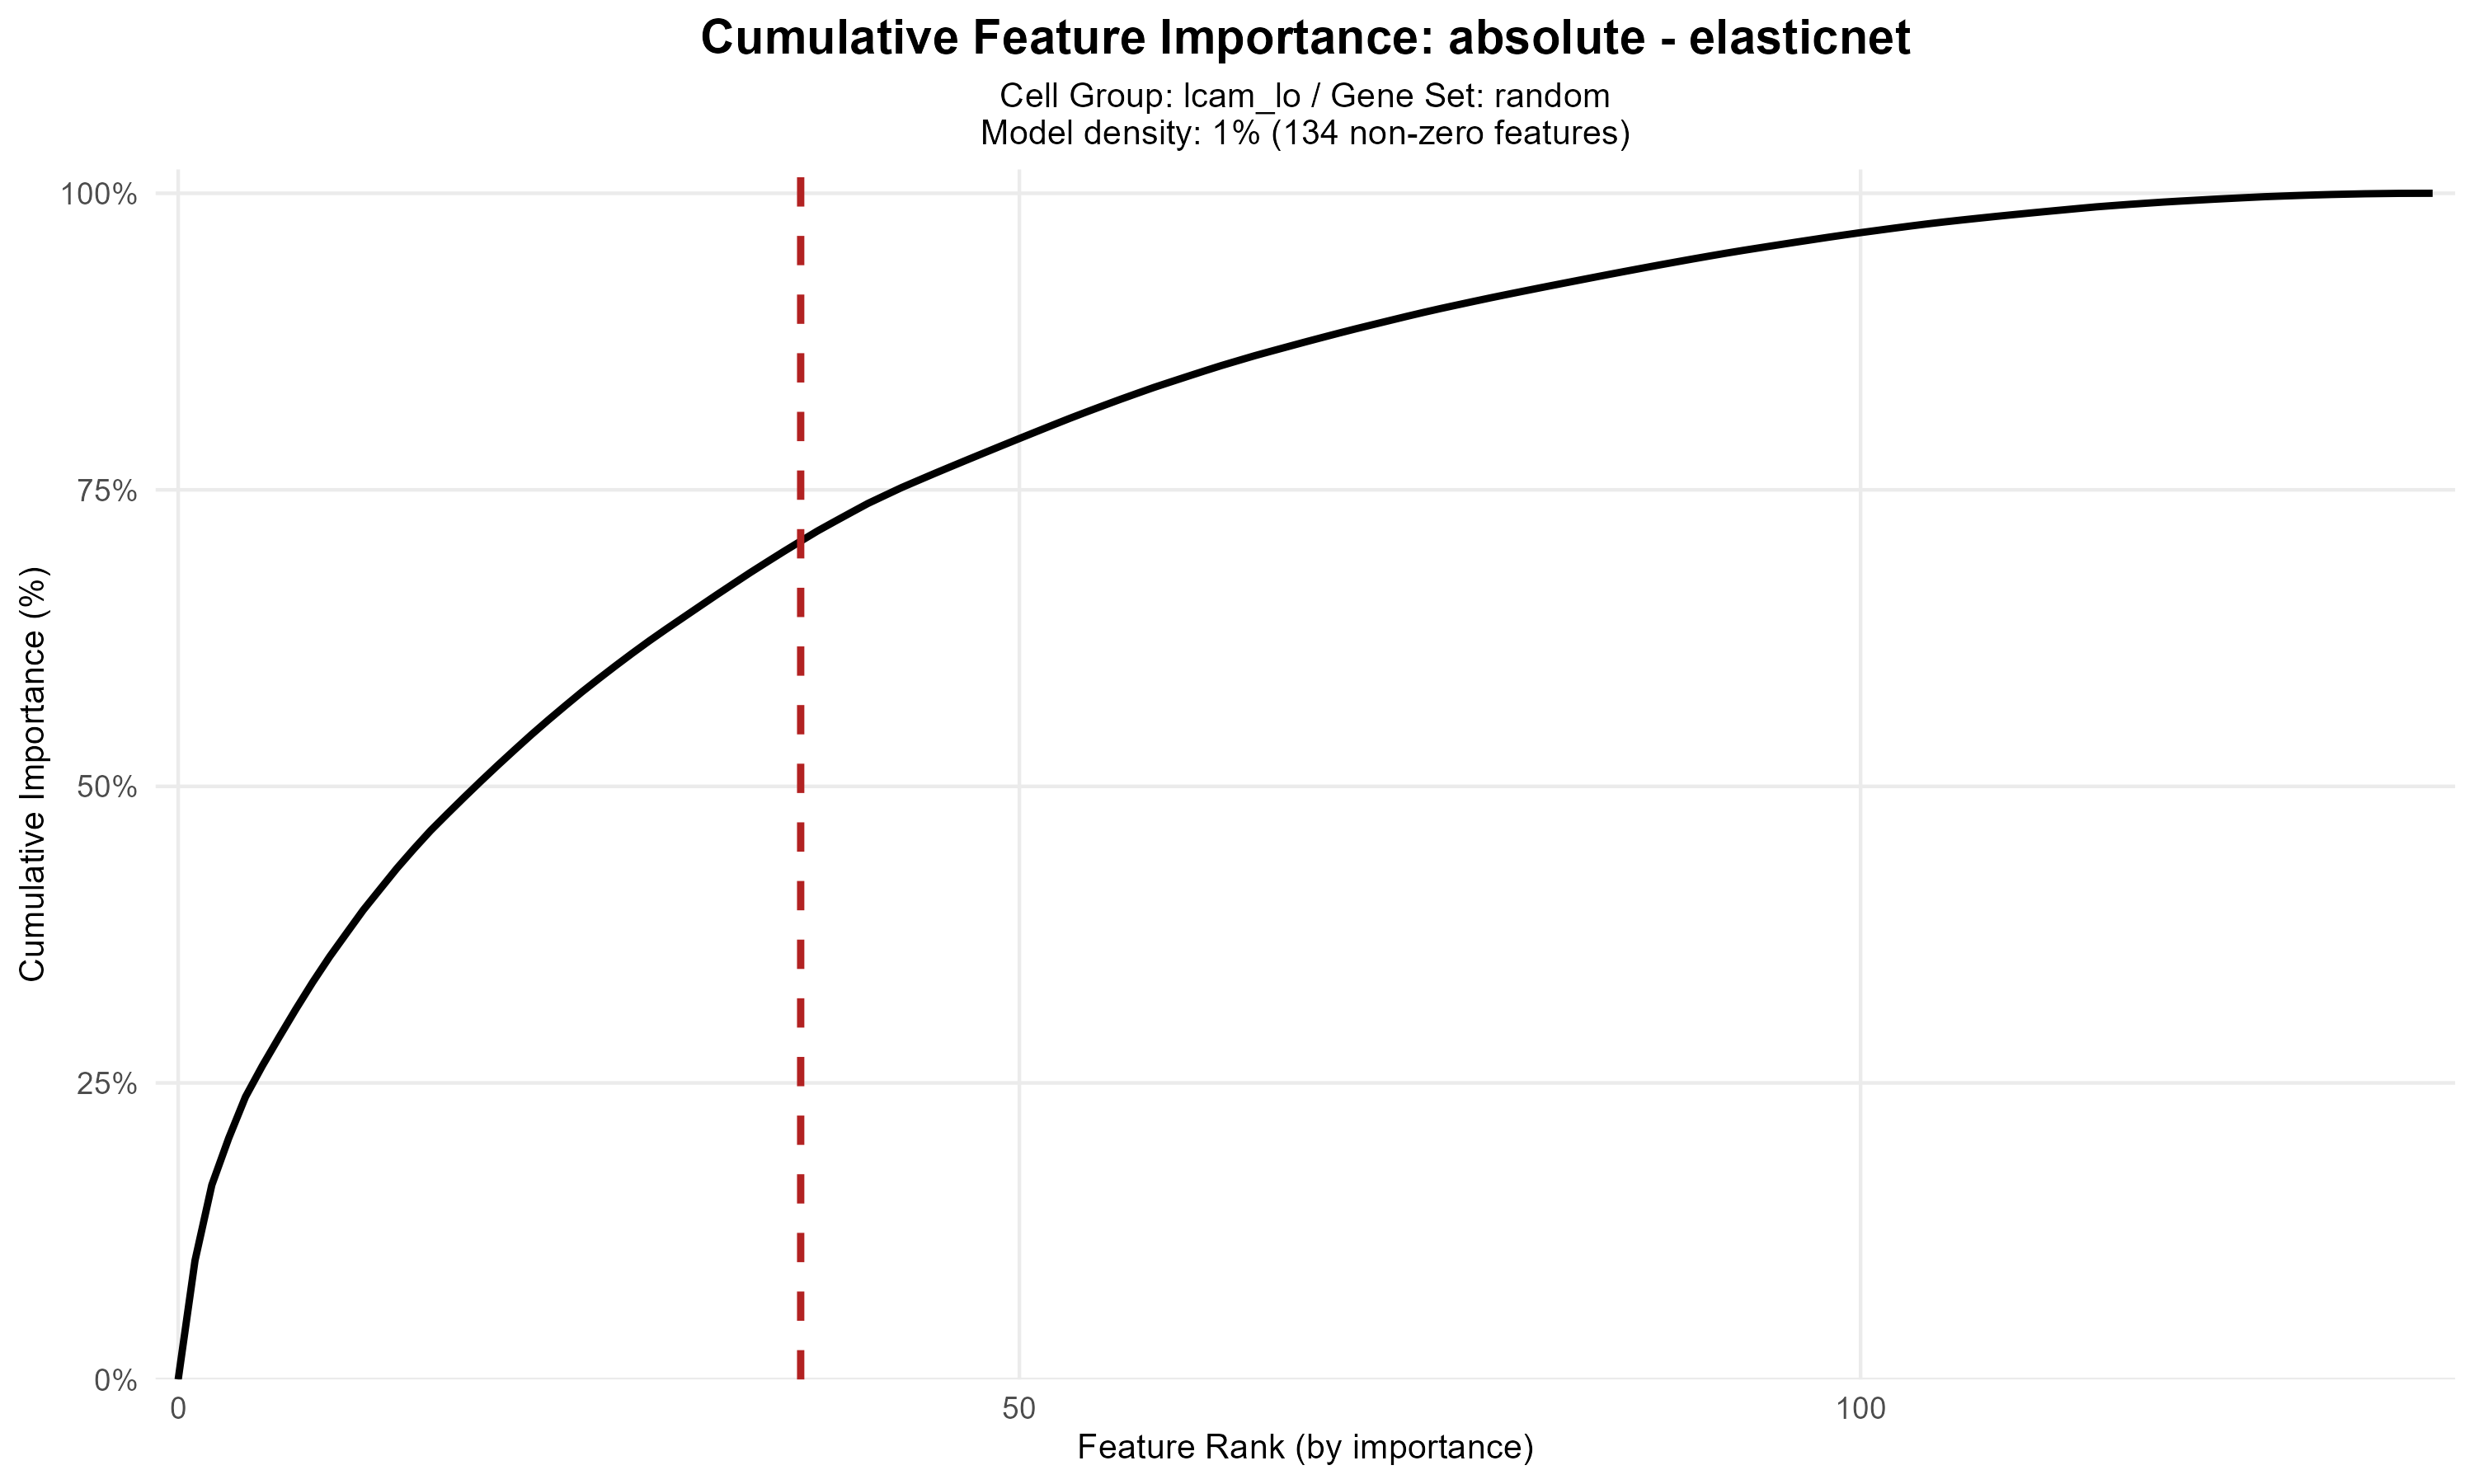 Cumulative Feature Importance: absolute - elasticnet
Cell Group: lcam_lo / Gene Set: random
Model density: 1% (134 non-zero features)
100%
75%
50%
25%
0%
Cumulative Importance (%)
0
50
100
Feature Rank (by importance)